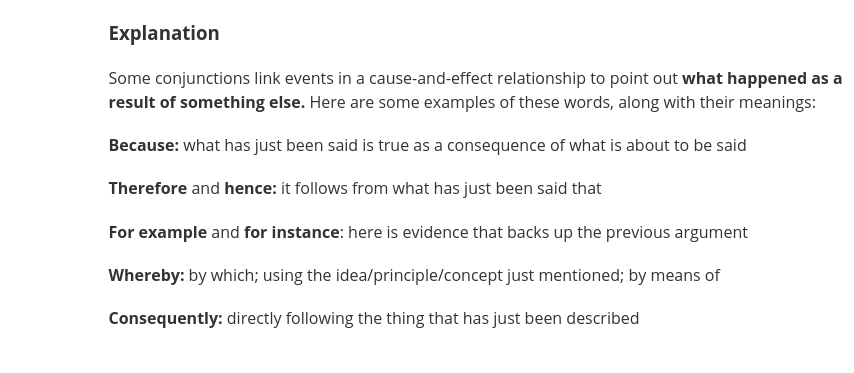 Explanation
Some conjunctions link events in a cause-and-effect relationship to point out what happened as a
result of something else. Here are some examples of these words, along with their meanings:
Because: what has just been said is true as a consequence of what is about to be said
Therefore and hence: it follows from what has just been said that
For example and for instance: here is evidence that backs up the previous argument
Whereby: by which; using the idea/principle/concept just mentioned; by means of
Consequently: directly following the thing that has just been described